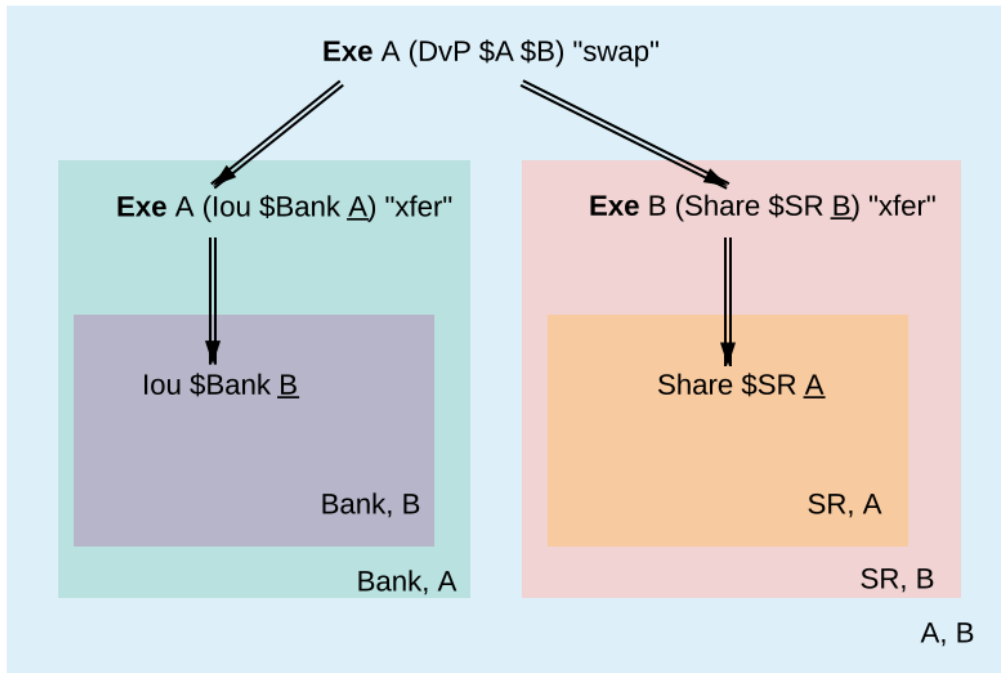 Exe A (DvP $A $B) "swap"
Exe A (Iou $Bank A) "xfer"
Exe B (Share $SR B) "xfer"
Iou $Bank B
Share $SR A
Bank, B
SR, A
Bank, A
SR, B
A, B